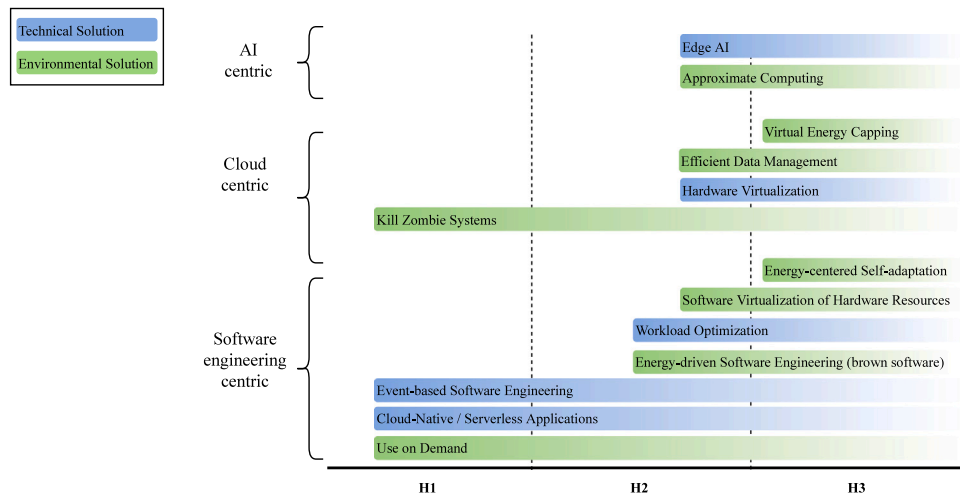 Technical Solution
Environmental Solution
AI
centric
Edge AI
Approximate Computing
Cloud
centric
Virtual Energy Capping
Efficient Data Management
Hardware Virtualization
Kill Zombie Systems
Software
engineering
centric
Energy-centered Self-adaptation
Software Virtualization of Hardware Resources
Workload Optimization
Energy-driven Software Engineering (brown software)
Event-based Software Engineering
Cloud-Native / Serverless Applications
Use on Demand
H1
H2
H3